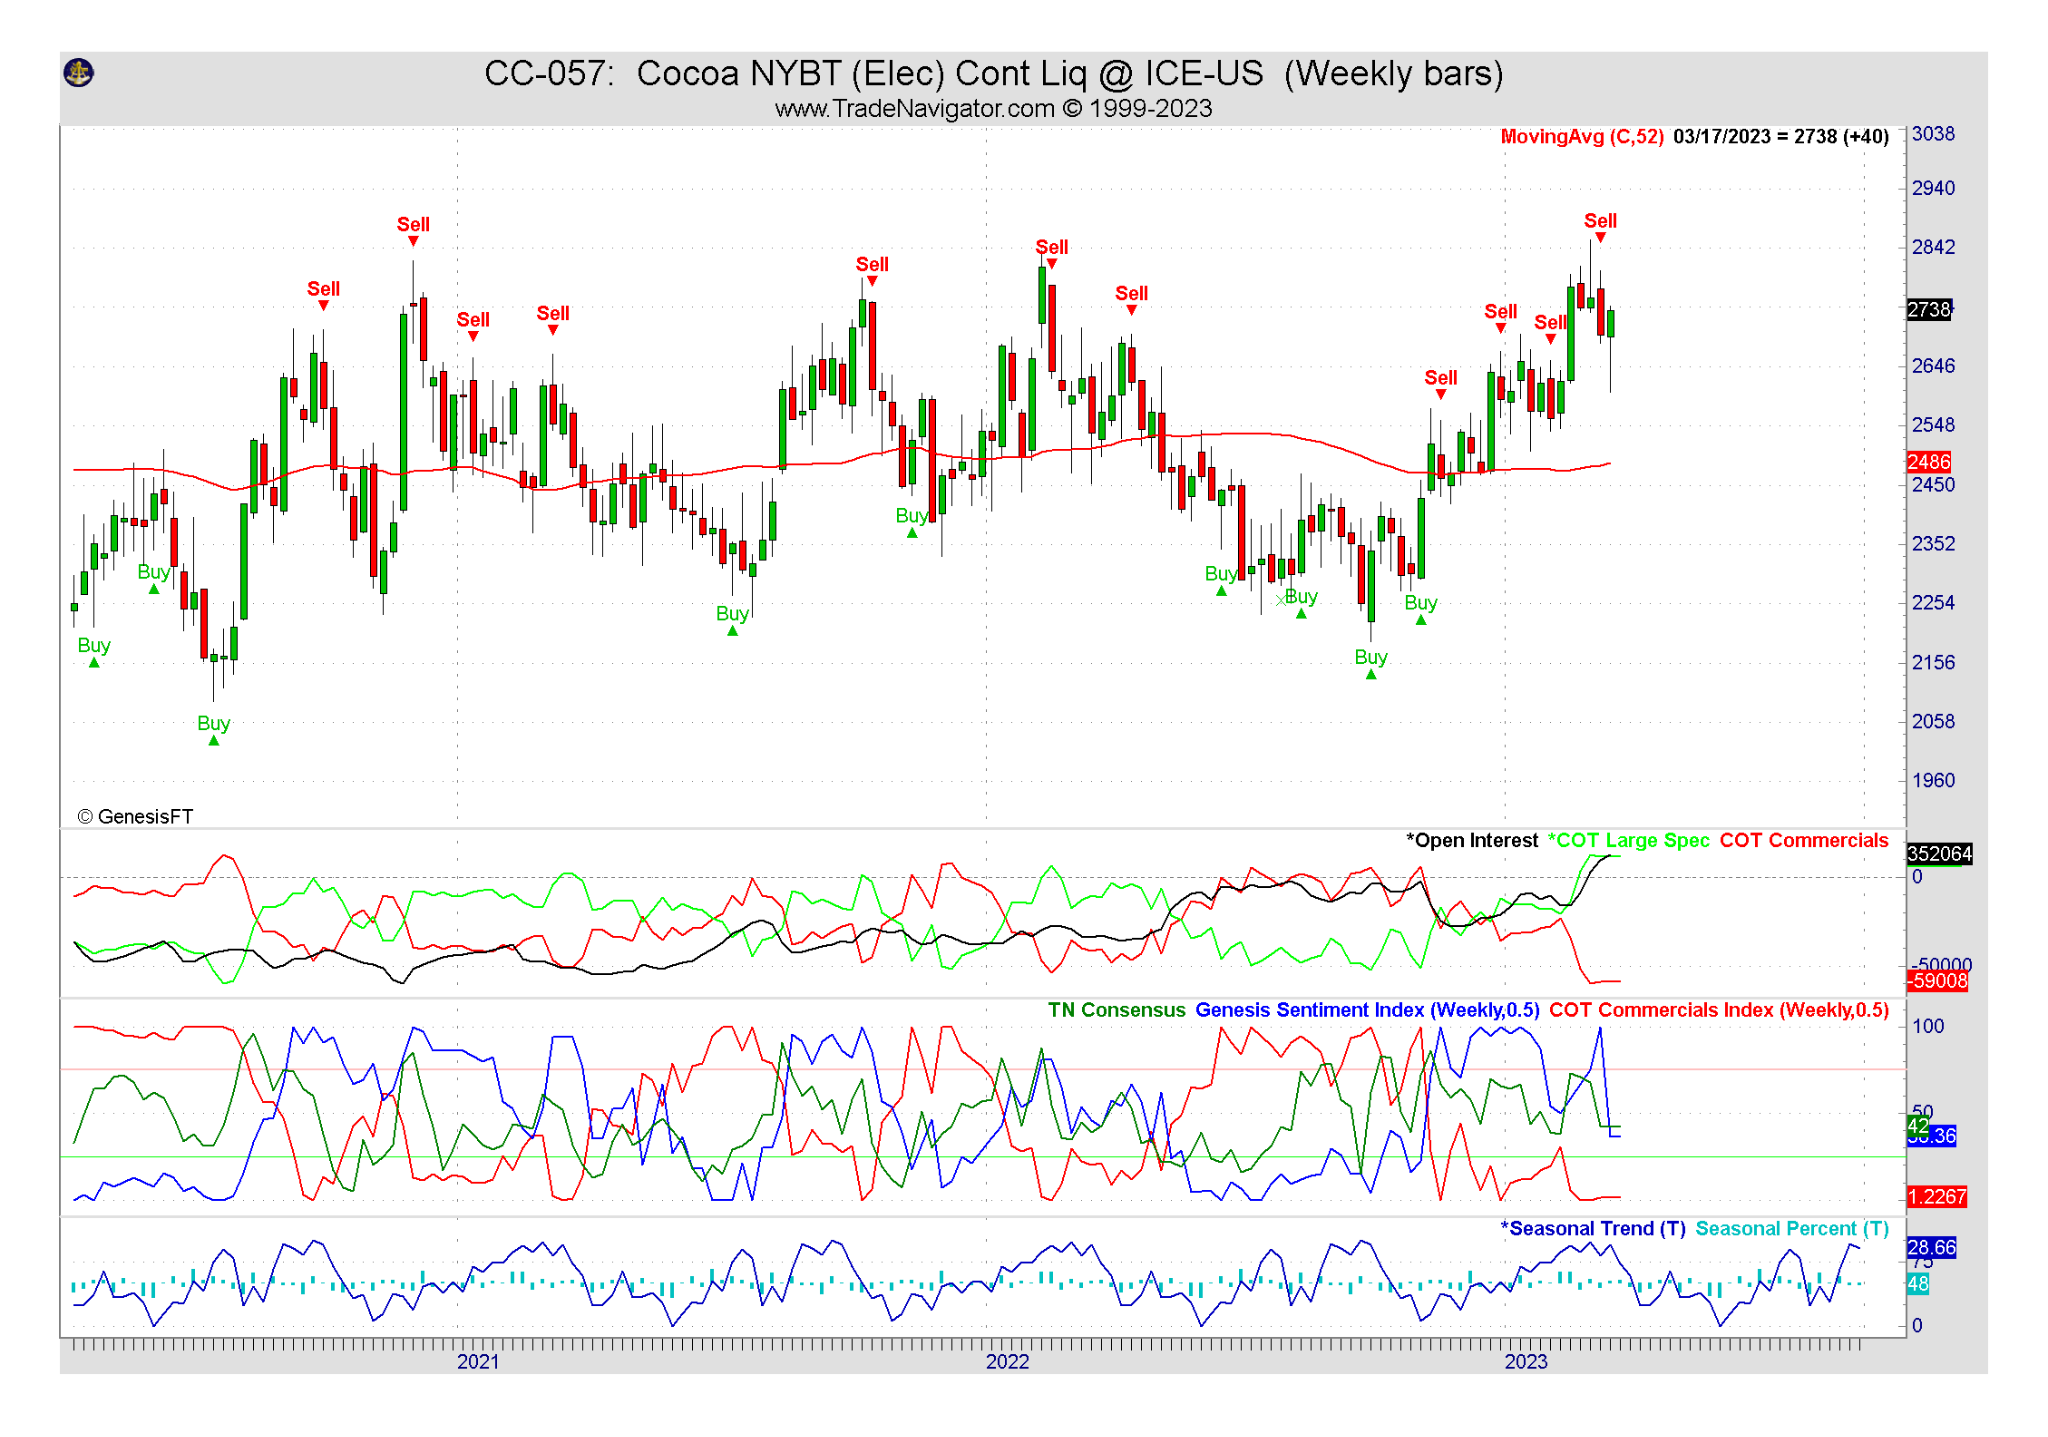 CC-057: Cocoa NYBT (Elec) Cont Liq @ ICE-US (Weekly bars)
www.TradeNavigator.com © 1999-2023
MovingAvg (C,52) 03/17/2023 = 2738 (+40)
3038
2940
Sell
Sell
2842
Sell
Sell
Sell
Sell
2738
Sell
Sell
Sell
Sell
Sell
2646
Sell
2548
2486
2450
Buy
2352
Buy
Buy
Buy
Buy
2254
Buy
Buy
2156
Buy
Buy
2058
1960
© GenesisFT
*Open Interest *COT Large Spec COT Commercials
352064
0
-50000
-59008
TN Consensus Genesis Sentiment Index (Weekly,0.5) COT Commercials Index (Weekly,0.5)
100
50
42
1.2267
*Seasonal Trend (T) Seasonal Percent (T)
28.66
75
48
0
2021 2022 2023